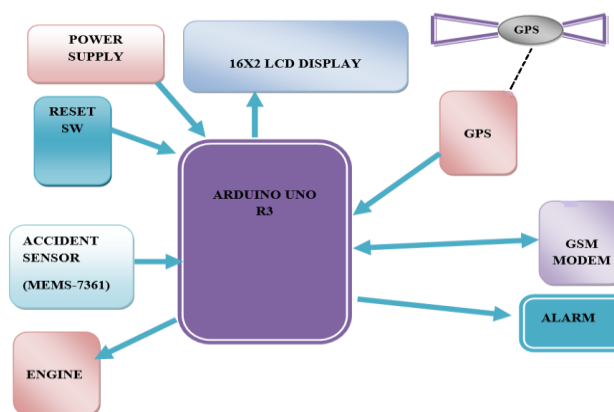 POWER
SUPPLY
16X2 LCD DISPLAY
GPS
RESET
SW
GPS
ARDUINO UNO
R3
ACCIDENT
SENSOR
(MEMS-7361)
GSM
MODEM
ALARM
ENGINE